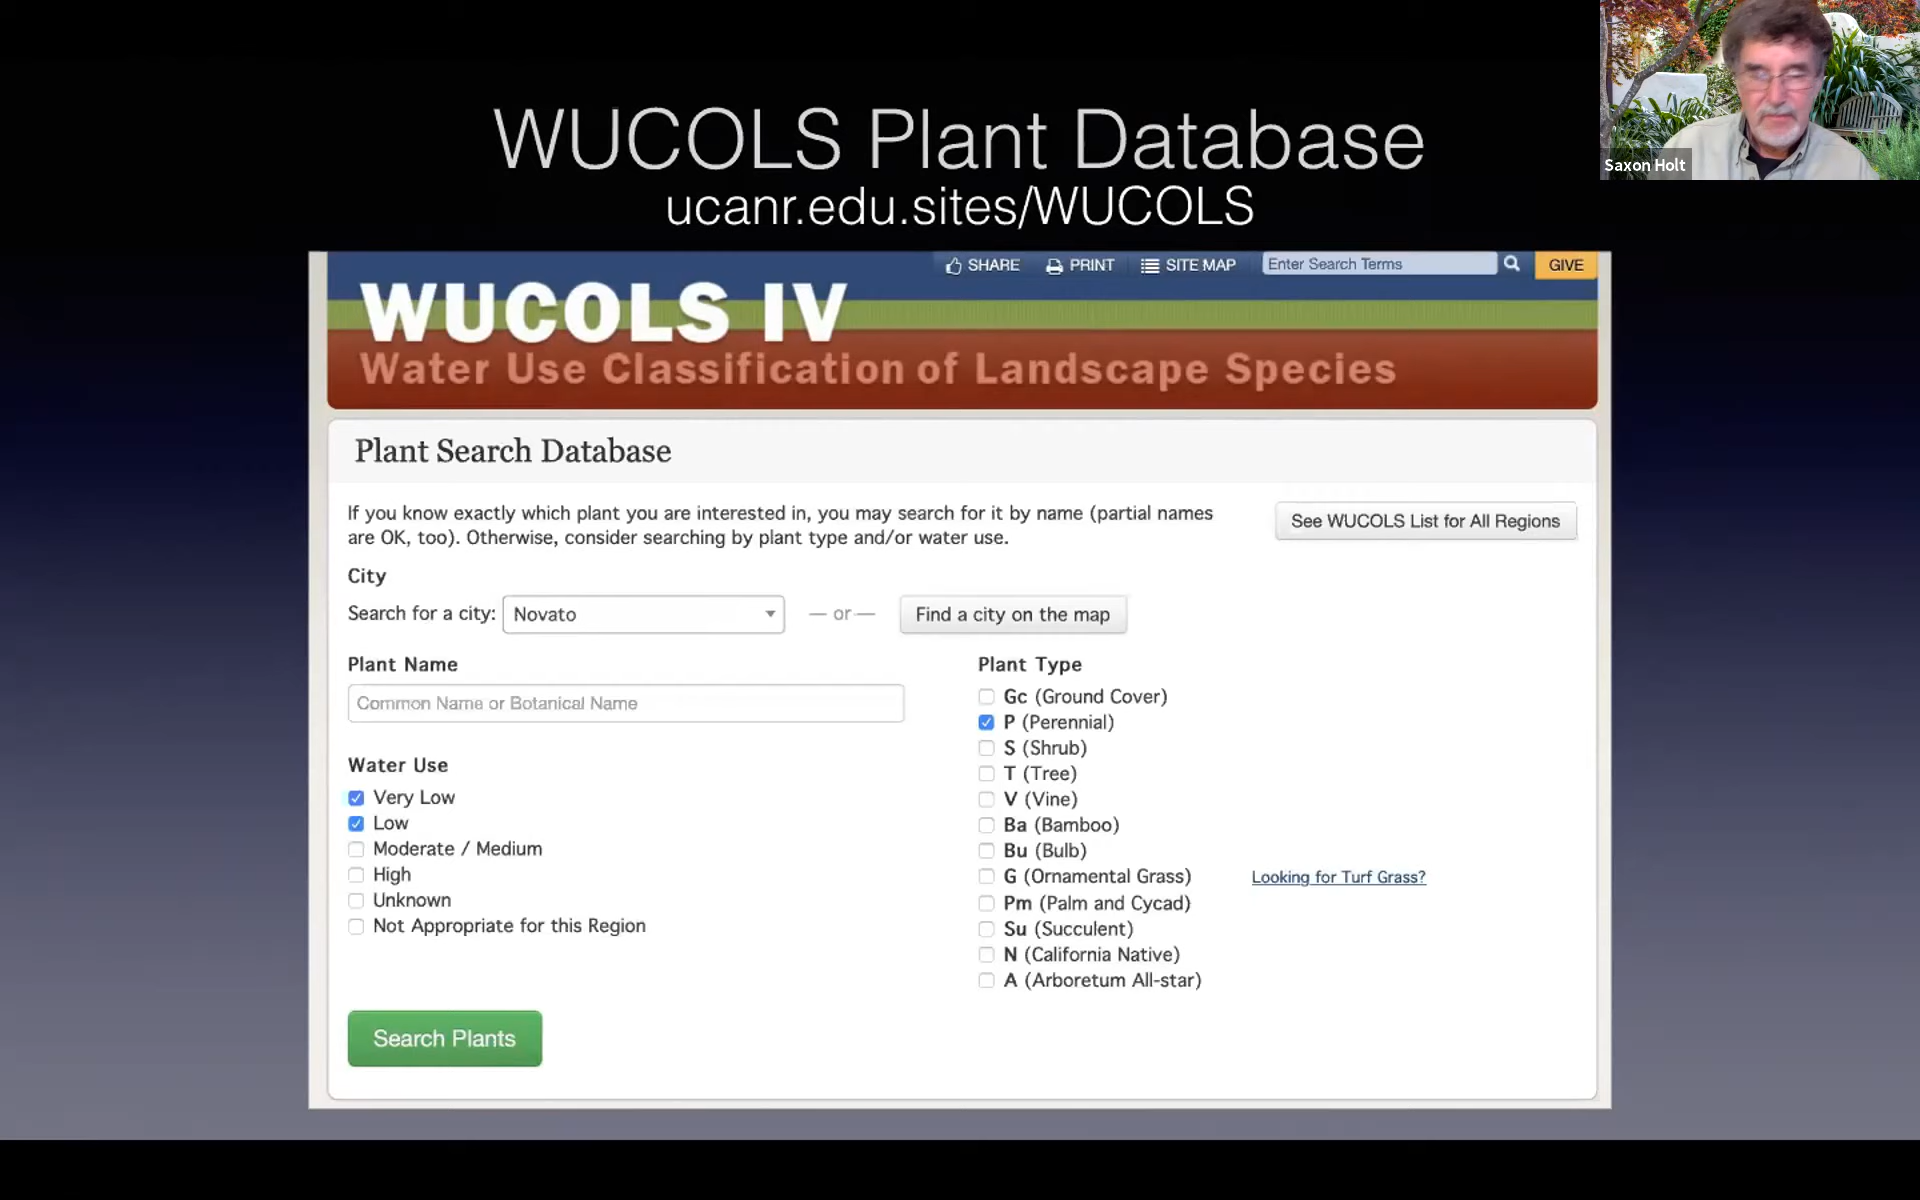 WUCOLS Plant Database
ucanr.edu.sites/WUCOLS
Saxon Holt
SHARE PRINT SITE MAP Enter Search Terms GIVE
WUCOLS IV
Water Use Classification of Landscape Species
Plant Search Database
If you know exactly which plant you are interested in, you may search for it by name (partial names
are OK, too). Otherwise, consider searching by plant type and/or water use.
See WUCOLS List for All Regions
City
Search for a city: Novato — or — Find a city on the map
Plant Name
Common Name or Botanical Name
Water Use
Very Low
Low
Moderate / Medium
High
Unknown
Not Appropriate for this Region
Plant Type
Gc (Ground Cover)
P (Perennial)
S (Shrub)
T (Tree)
V (Vine)
Ba (Bamboo)
Bu (Bulb)
G (Ornamental Grass)
Looking for Turf Grass?
Pm (Palm and Cycad)
Su (Succulent)
N (California Native)
A (Arboretum All-star)
Search Plants